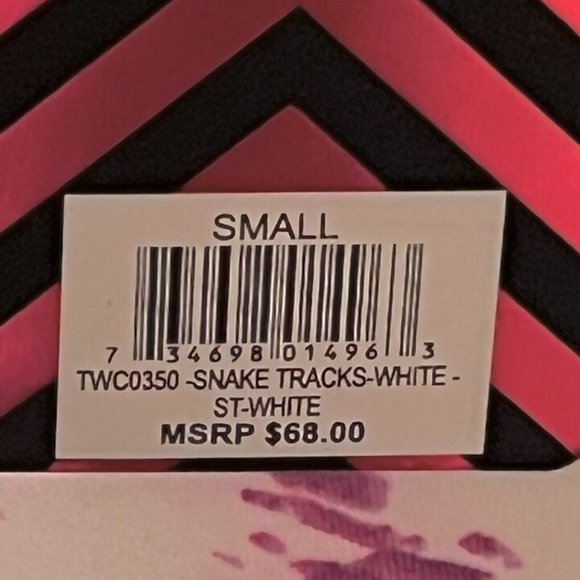 SMALL
7 34698 01496 3
TWC0350 -SNAKE TRACKS-WHITE -
ST-WHITE
MSRP $68.00